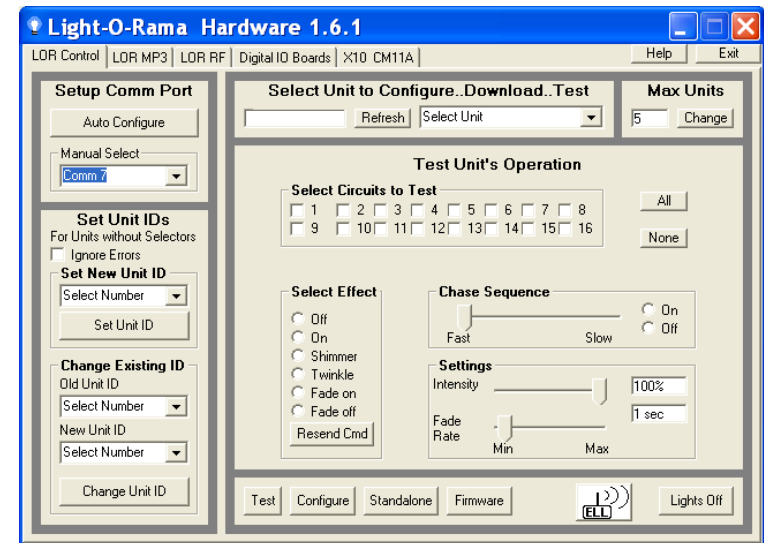 Light-O-Rama Hardware 1.6.1
LOR Control LOR MP3 LOR RF Digital IO Boards X10 CM11A Help Exit
Setup Comm Port
Auto Configure
Manual Select
Comm 7
Set Unit IDs
For Units without Selectors
Ignore Errors
Set New Unit ID
Select Number
Set Unit ID
Change Existing ID
Old Unit ID
Select Number
New Unit ID
Select Number
Change Unit ID
Select Unit to Configure..Download..Test
Refresh Select Unit
Max Units
5 Change
Test Unit's Operation
Select Circuits to Test
1 2 3 4 5 6 7 8
9 10 11 12 13 14 15 16
All
None
Select Effect
Off
On
Shimmer
Twinkle
Fade on
Fade off
Resend Cmd
Chase Sequence
Fast Slow
On
Off
Settings
Intensity 100%
Fade Rate 1 sec
Min Max
Test Configure Standalone Firmware ELL Lights Off